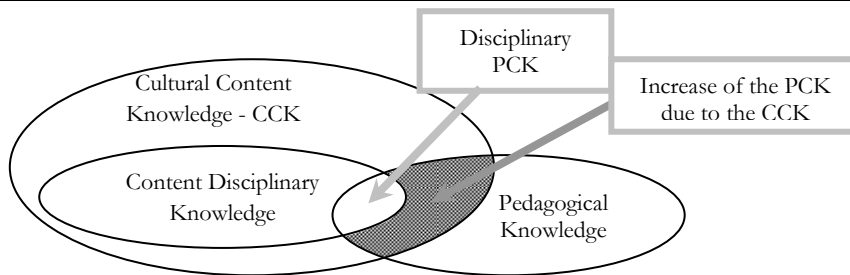 Disciplinary
PCK
Cultural Content
Knowledge - CCK
Increase of the PCK
due to the CCK
Content Disciplinary
Knowledge
Pedagogical
Knowledge